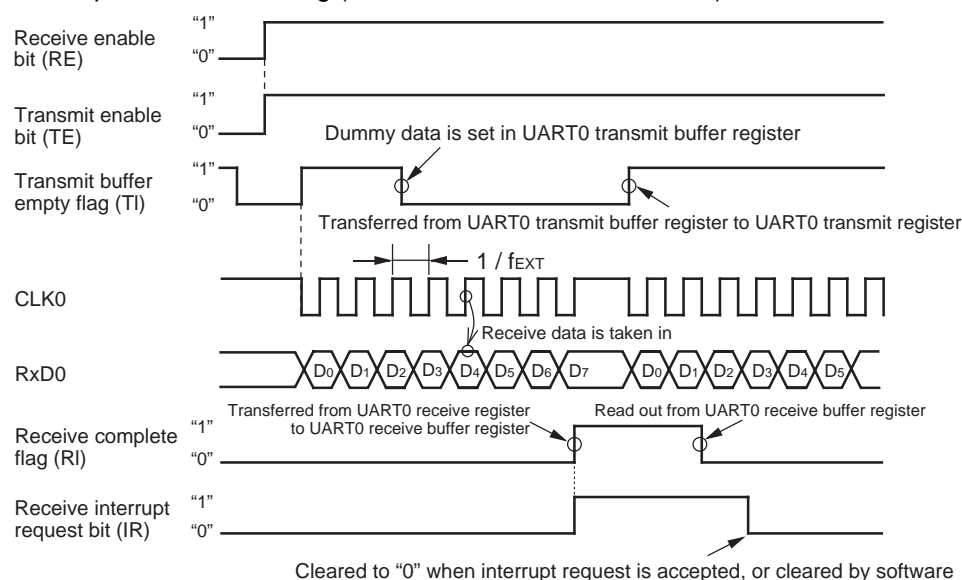 Receive enable
bit (RE)
“1”
“0”
Transmit enable
bit (TE)
“1”
“0”
Dummy data is set in UART0 transmit buffer register
Transmit buffer
empty flag (TI)
“1”
“0”
Transferred from UART0 transmit buffer register to UART0 transmit register
1 / fEXT
CLK0
Receive data is taken in
RxD0
D0 D1 D2 D3 D4 D5 D6 D7 D0 D1 D2 D3 D4 D5
Transferred from UART0 receive register
to UART0 receive buffer register
Read out from UART0 receive buffer register
Receive complete
flag (RI)
“1”
“0”
Receive interrupt
request bit (IR)
“1”
“0”
Cleared to “0” when interrupt request is accepted, or cleared by software